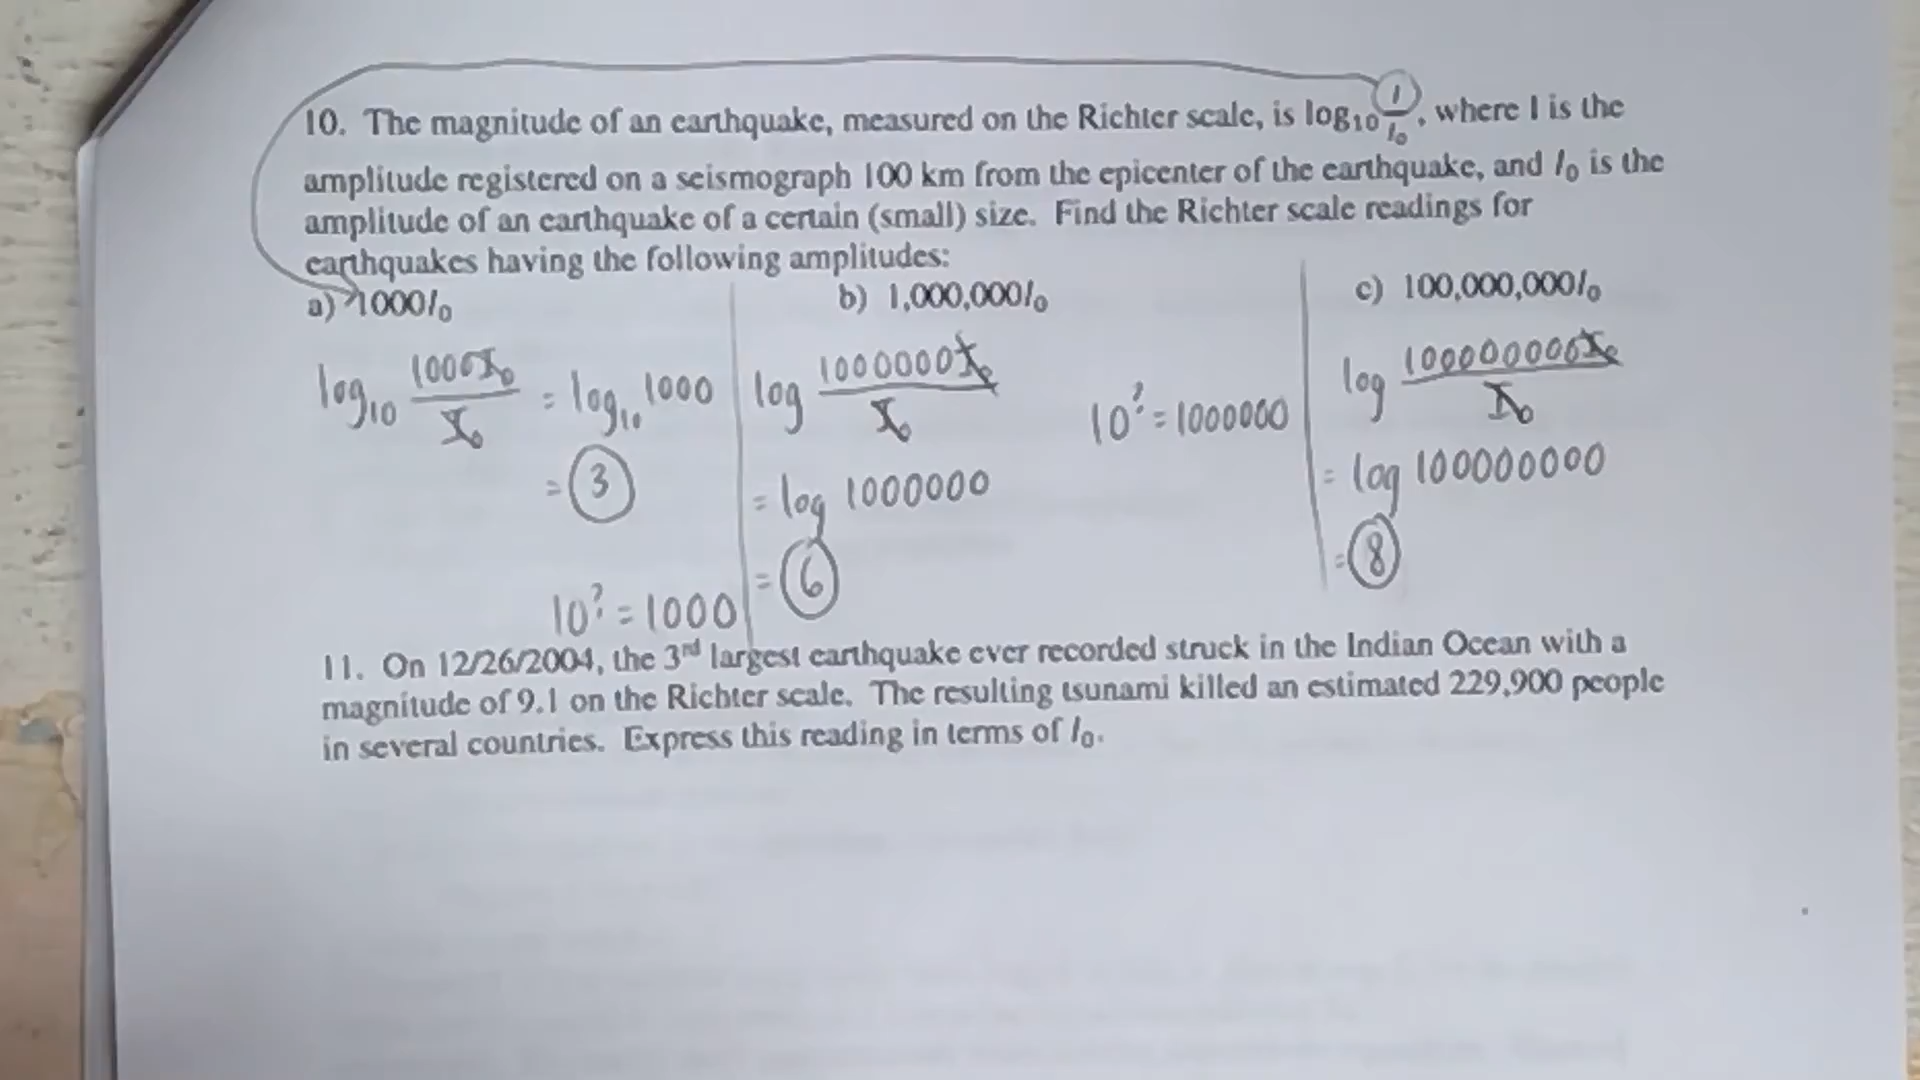 10. The magnitude of an earthquake, measured on the Richter scale, is log₁₀ I/I₀, where I is the
amplitude registered on a seismograph 100 km from the epicenter of the earthquake, and I₀ is the
amplitude of an earthquake of a certain (small) size. Find the Richter scale readings for
earthquakes having the following amplitudes:
a) 1000I₀
b) 1,000,000I₀
c) 100,000,000I₀
log₁₀ 1000I₀/I₀ = log₁₀ 1000
= 3
10^? = 1000
log 1000000I₀/I₀
= log 1000000
= 6
10^? = 1000000
log 100000000I₀/I₀
= log 100000000
= 8
11. On 12/26/2004, the 3rd largest earthquake ever recorded struck in the Indian Ocean with a
magnitude of 9.1 on the Richter scale. The resulting tsunami killed an estimated 229,900 people
in several countries. Express this reading in terms of I₀.